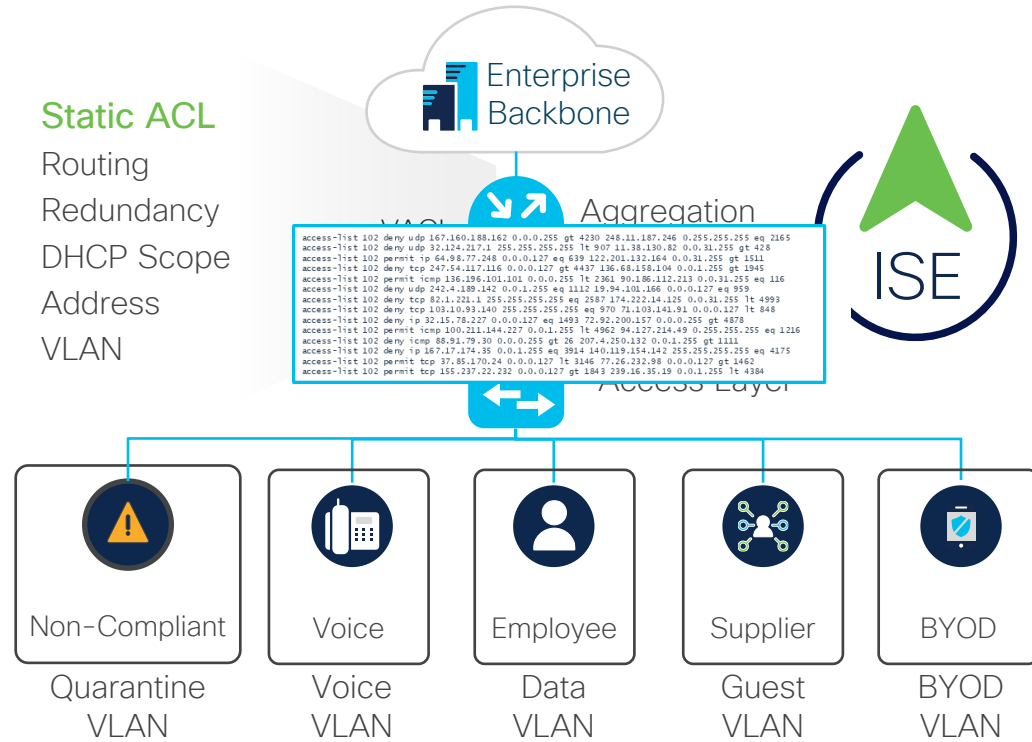 Enterprise
Backbone
Static ACL
Routing
Redundancy
DHCP Scope
Address
VLAN
Aggregation
access-list 102 deny udp 167.160.188.162 0.0.0.255 gt 4230 248.11.187.246 0.255.255.255 eq 2165
access-list 102 deny udp 32.124.217.1 255.255.255.255 lt 907 11.38.130.82 0.0.31.255 gt 428
access-list 102 permit ip 64.98.77.248 0.0.0.127 eq 639 122.201.132.164 0.0.31.255 gt 1511
access-list 102 deny tcp 247.54.117.116 0.0.0.127 gt 4437 136.68.158.104 0.0.1.255 gt 1945
access-list 102 permit icmp 136.196.101.101 0.0.0.255 lt 2361 90.186.112.213 0.0.31.255 eq 116
access-list 102 deny udp 242.4.189.142 0.0.1.255 eq 1112 19.94.101.166 0.0.0.127 eq 959
access-list 102 deny tcp 82.1.221.1 255.255.255.255 eq 2587 174.222.14.125 0.0.31.255 lt 4993
access-list 102 deny tcp 103.10.93.140 255.255.255.255 eq 970 71.103.141.91 0.0.0.127 lt 848
access-list 102 deny ip 32.15.78.227 0.0.0.127 eq 1493 72.92.200.157 0.0.0.255 gt 4878
access-list 102 permit icmp 100.211.144.227 0.0.1.255 lt 4962 94.127.214.49 0.255.255.255 eq 1216
access-list 102 deny icmp 88.91.79.30 0.0.0.255 gt 26 207.4.250.132 0.0.1.255 gt 1111
access-list 102 deny ip 167.17.174.35 0.0.1.255 eq 3914 140.119.154.142 255.255.255.255 eq 4175
access-list 102 permit tcp 37.85.170.24 0.0.0.127 lt 3146 77.26.232.98 0.0.0.127 gt 1462
access-list 102 permit tcp 155.237.22.232 0.0.0.127 gt 1843 239.16.35.19 0.0.1.255 lt 4384
Access Layer
ISE
Non-Compliant
Voice
Employee
Supplier
BYOD
Quarantine
VLAN
Voice
VLAN
Data
VLAN
Guest
VLAN
BYOD
VLAN